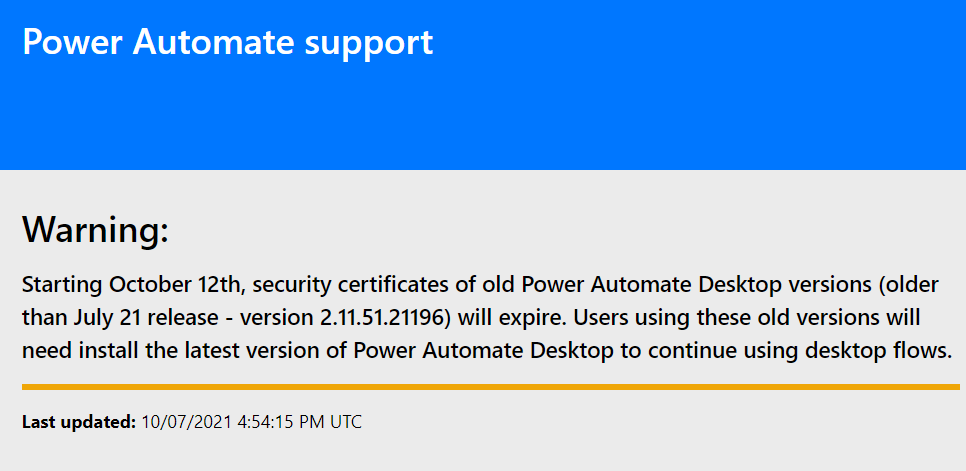 Power Automate support
Warning:
Starting October 12th, security certificates of old Power Automate Desktop versions (older
than July 21 release - version 2.11.51.21196) will expire. Users using these old versions will
need install the latest version of Power Automate Desktop to continue using desktop flows.
Last updated: 10/07/2021 4:54:15 PM UTC